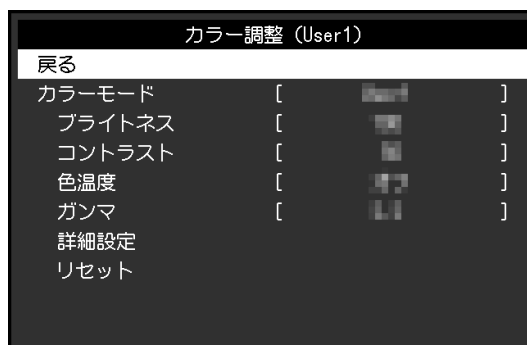 カラー調整（User1）
戻る
カラーモード [ ]
ブライトネス [ ]
コントラスト [ ]
色温度 [ ]
ガンマ [ ]
詳細設定
リセット